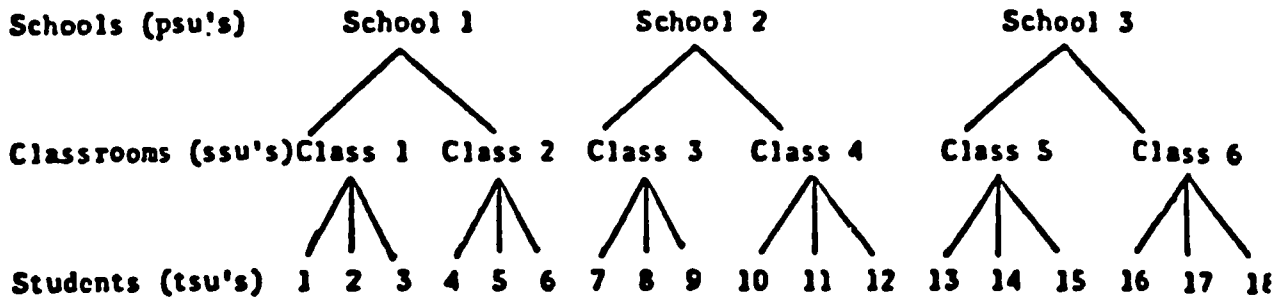 Schools (psu's) School 1 School 2 School 3
Classrooms (ssu's) Class 1 Class 2 Class 3 Class 4 Class 5 Class 6
Students (tsu's) 1 2 3 4 5 6 7 8 9 10 11 12 13 14 15 16 17